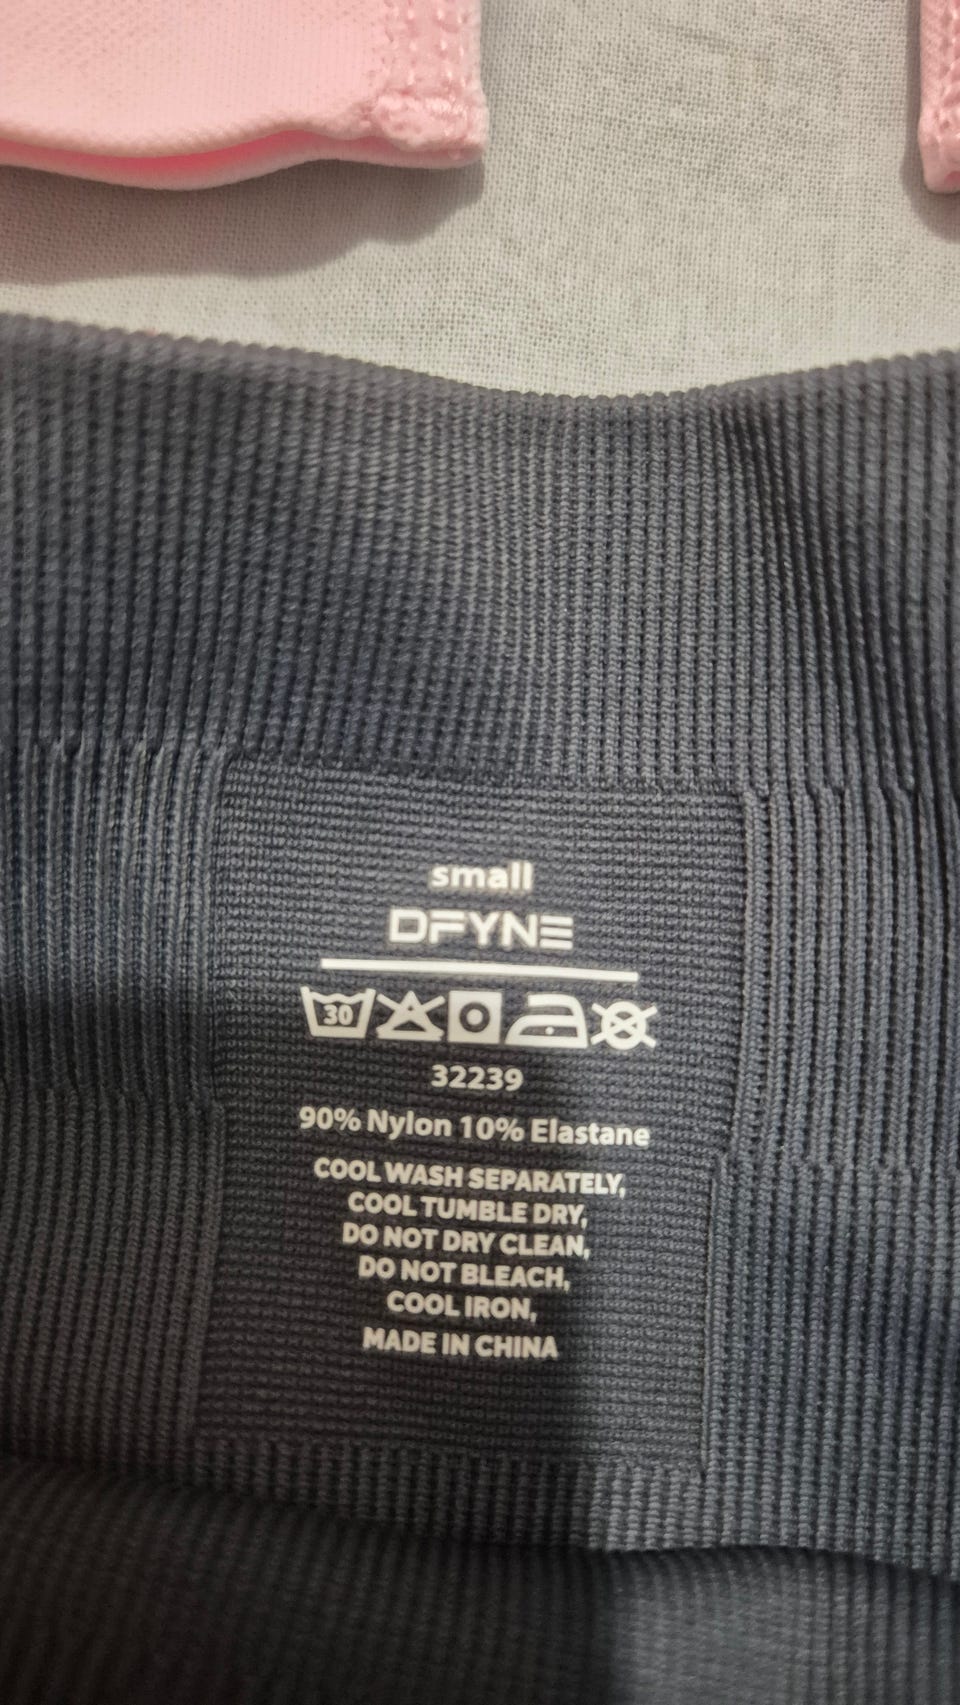 small
DFYNE
30
32239
90% Nylon 10% Elastane
COOL WASH SEPARATELY,
COOL TUMBLE DRY,
DO NOT DRY CLEAN,
DO NOT BLEACH,
COOL IRON,
MADE IN CHINA